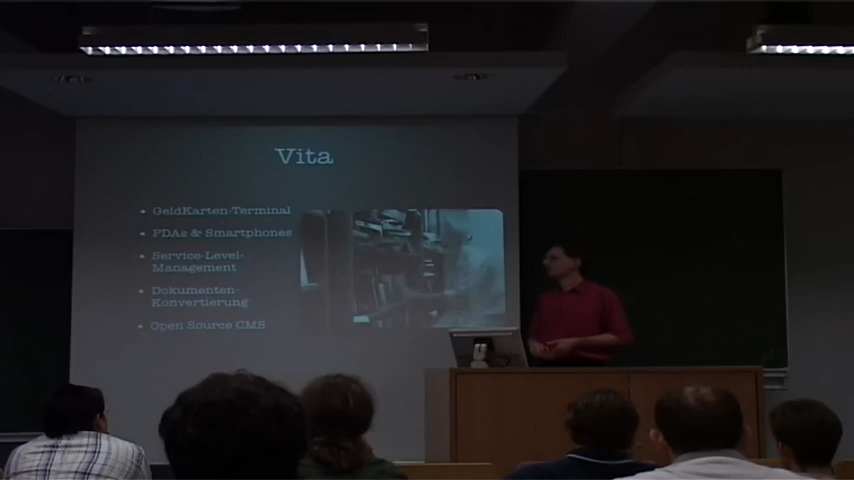 Vita
• GeldKarten-Terminal
• PDAs & Smartphones
• Service-Level-
Management
• Dokumenten-
Konvertierung
• Open Source CMS